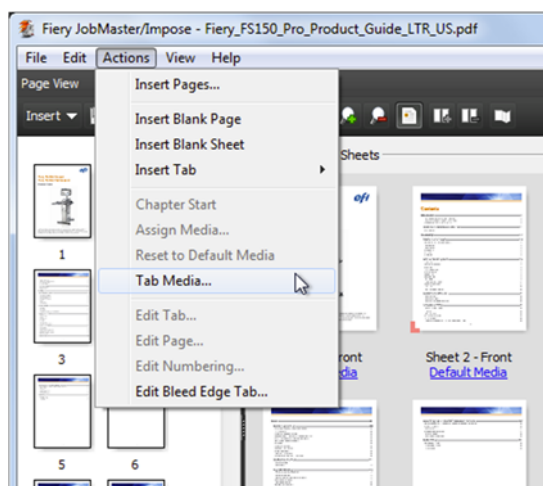 Fiery JobMaster/Impose - Fiery_FS150_Pro_Product_Guide_LTR_US.pdf
File Edit Actions View Help
Page View
Insert
Insert Pages...
Insert Blank Page
Insert Blank Sheet
Insert Tab
Chapter Start
Assign Media...
Reset to Default Media
Tab Media...
Edit Tab...
Edit Page...
Edit Numbering...
Edit Bleed Edge Tab...
Sheets
efi
1
3
5
6
ront
dia
Sheet 2 - Front
Default Media